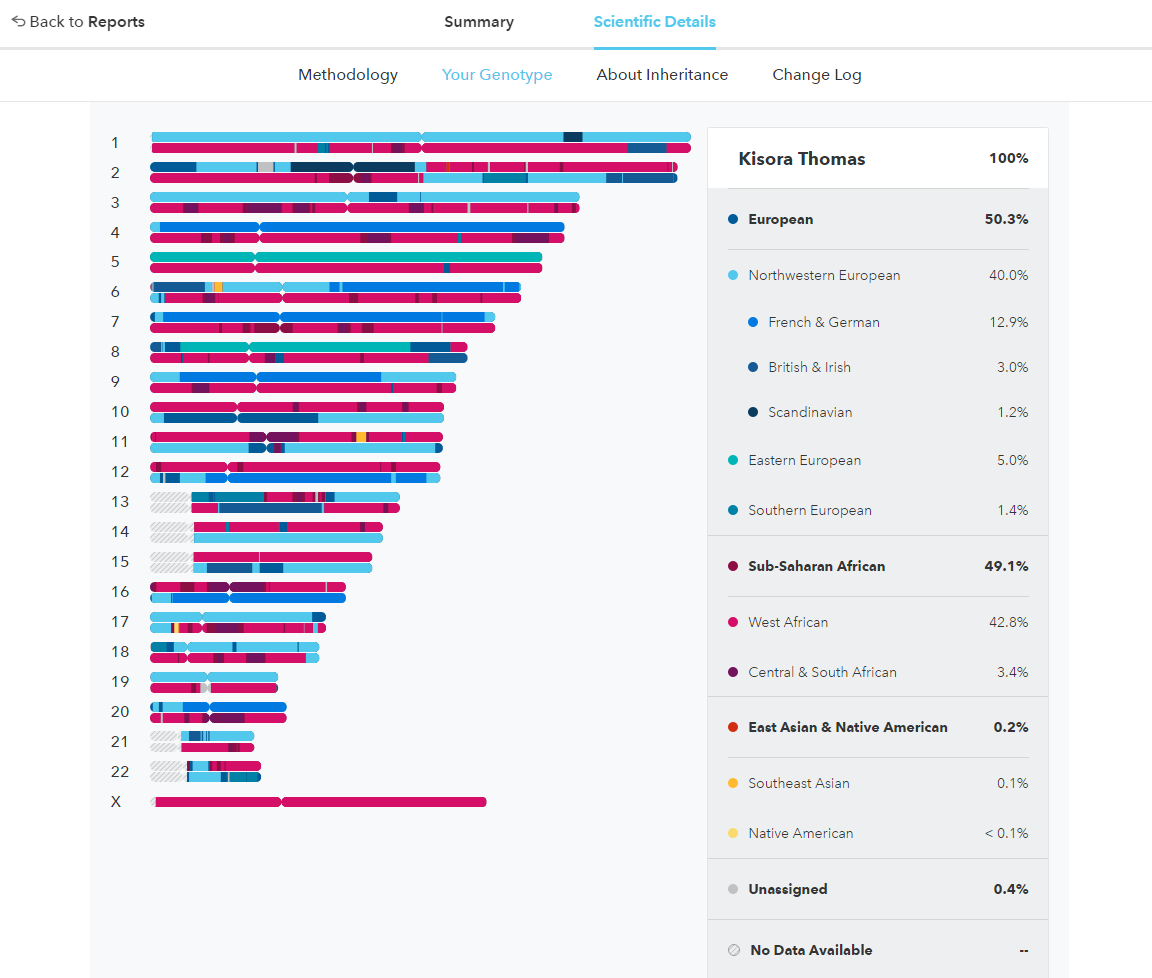 Back to Reports
Summary
Scientific Details
Methodology
Your Genotype
About Inheritance
Change Log
1
2
3
4
5
6
7
8
9
10
11
12
13
14
15
16
17
18
19
20
21
22
X
Kisora Thomas 100%
European 50.3%
Northwestern European 40.0%
French & German 12.9%
British & Irish 3.0%
Scandinavian 1.2%
Eastern European 5.0%
Southern European 1.4%
Sub-Saharan African 49.1%
West African 42.8%
Central & South African 3.4%
East Asian & Native American 0.2%
Southeast Asian 0.1%
Native American < 0.1%
Unassigned 0.4%
No Data Available --